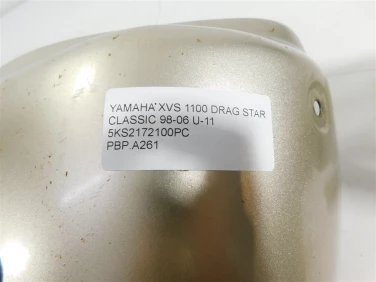 YAMAHA XVS 1100 DRAG STAR
CLASSIC 98-06 U-11
5KS2172100PC
PBP.A261